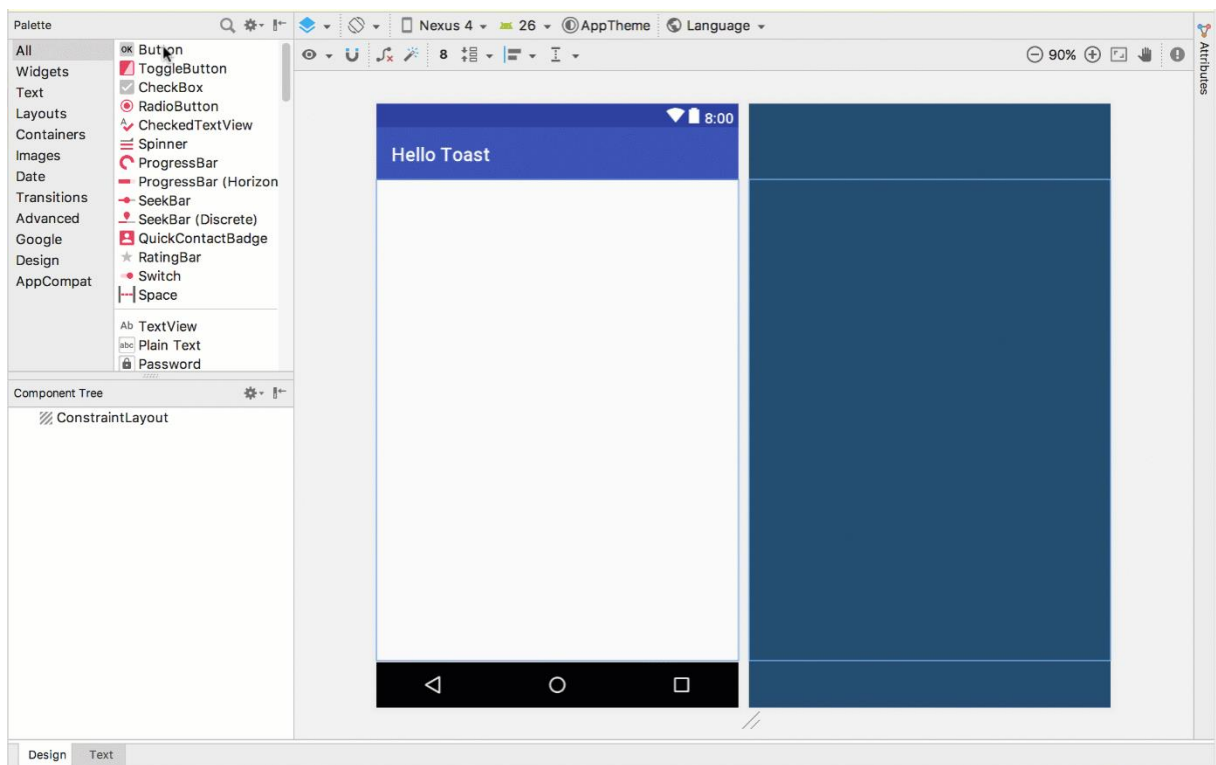 Palette
Nexus 4
26
AppTheme
Language
All
Widgets
Text
Layouts
Containers
Images
Date
Transitions
Advanced
Google
Design
AppCompat
OK Button
ToggleButton
CheckBox
RadioButton
CheckedTextView
Spinner
ProgressBar
ProgressBar (Horizon
SeekBar
SeekBar (Discrete)
QuickContactBadge
RatingBar
Switch
Space
Ab TextView
abc Plain Text
Password
8
90%
Attributes
8:00
Hello Toast
Component Tree
ConstraintLayout
Design Text